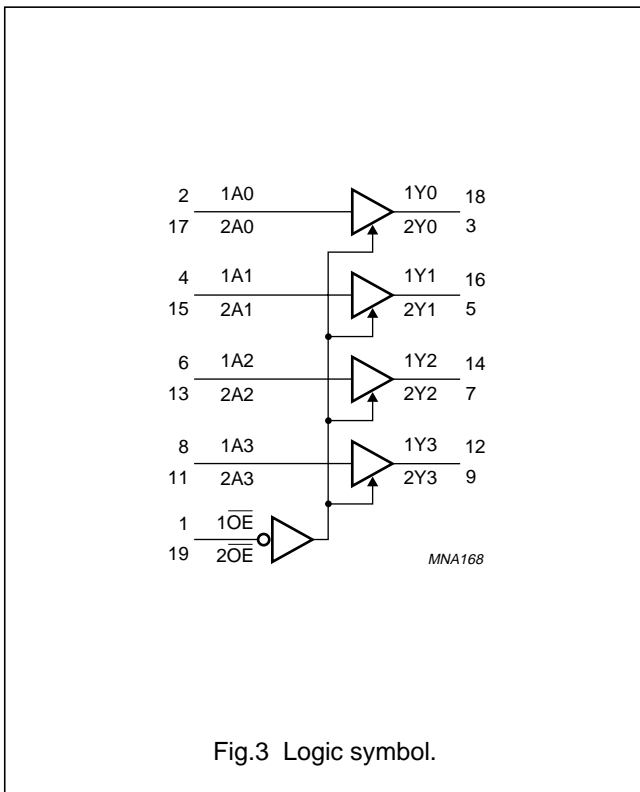 2 1A0 1Y0 18
17 2A0 2Y0 3
4 1A1 1Y1 16
15 2A1 2Y1 5
6 1A2 1Y2 14
13 2A2 2Y2 7
8 1A3 1Y3 12
11 2A3 2Y3 9
1 1O̅E̅
19 2O̅E̅
MNA168
Fig.3 Logic symbol.